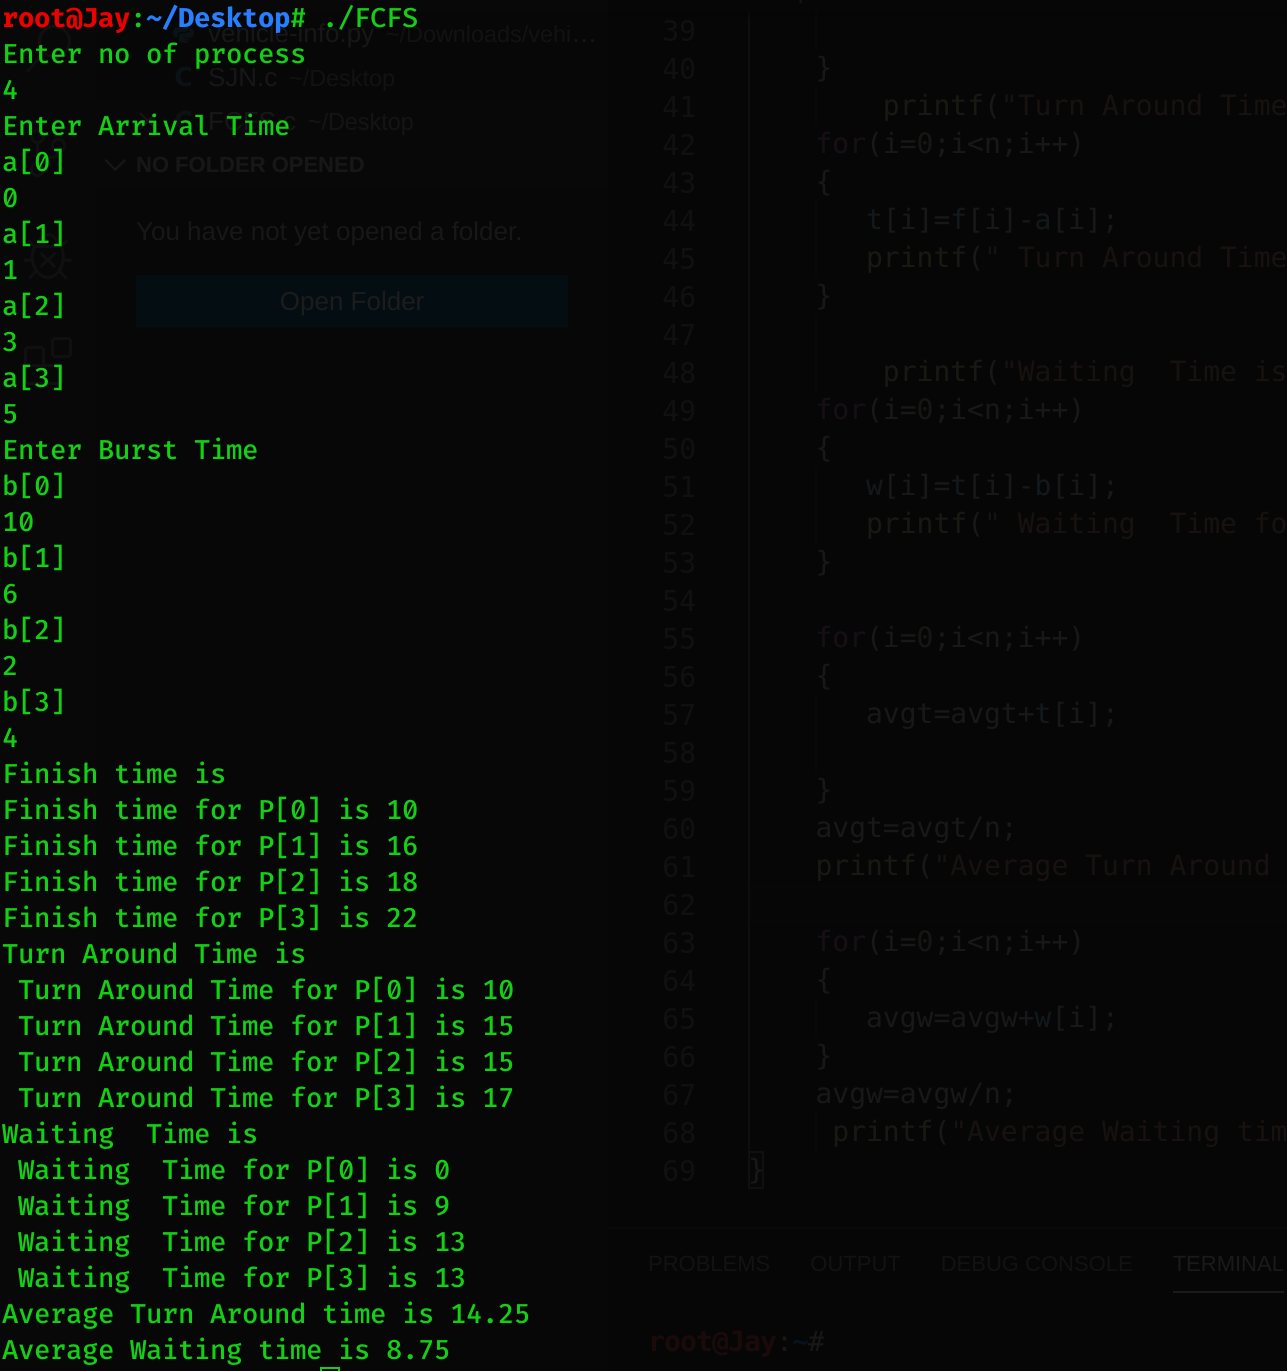 root@Jay:~/Desktop# ./FCFS
Enter no of process
4
Enter Arrival Time
a[0]
0
a[1]
1
a[2]
3
a[3]
5
Enter Burst Time
b[0]
10
b[1]
6
b[2]
2
b[3]
4
Finish time is
Finish time for P[0] is 10
Finish time for P[1] is 16
Finish time for P[2] is 18
Finish time for P[3] is 22
Turn Around Time is
 Turn Around Time for P[0] is 10
 Turn Around Time for P[1] is 15
 Turn Around Time for P[2] is 15
 Turn Around Time for P[3] is 17
Waiting  Time is
 Waiting  Time for P[0] is 0
 Waiting  Time for P[1] is 9
 Waiting  Time for P[2] is 13
 Waiting  Time for P[3] is 13
Average Turn Around time is 14.25
Average Waiting time is 8.75
vehicle-info.py ~/Downloads/vehi...
C SJN.c ~/Desktop
~/Desktop
NO FOLDER OPENED
You have not yet opened a folder.
Open Folder
39
40 }
41 printf("Turn Around Time
42 for(i=0;i<n;i++)
43 {
44 t[i]=f[i]-a[i];
45 printf(" Turn Around Time
46 }
47
48 printf("Waiting  Time is
49 for(i=0;i<n;i++)
50 {
51 w[i]=t[i]-b[i];
52 printf(" Waiting  Time fo
53 }
54
55 for(i=0;i<n;i++)
56 {
57 avgt=avgt+t[i];
58
59 }
60 avgt=avgt/n;
61 printf("Average Turn Around
62
63 for(i=0;i<n;i++)
64 {
65 avgw=avgw+w[i];
66 }
67 avgw=avgw/n;
68 printf("Average Waiting tim
69 }
PROBLEMS OUTPUT DEBUG CONSOLE TERMINAL
root@Jay:~#